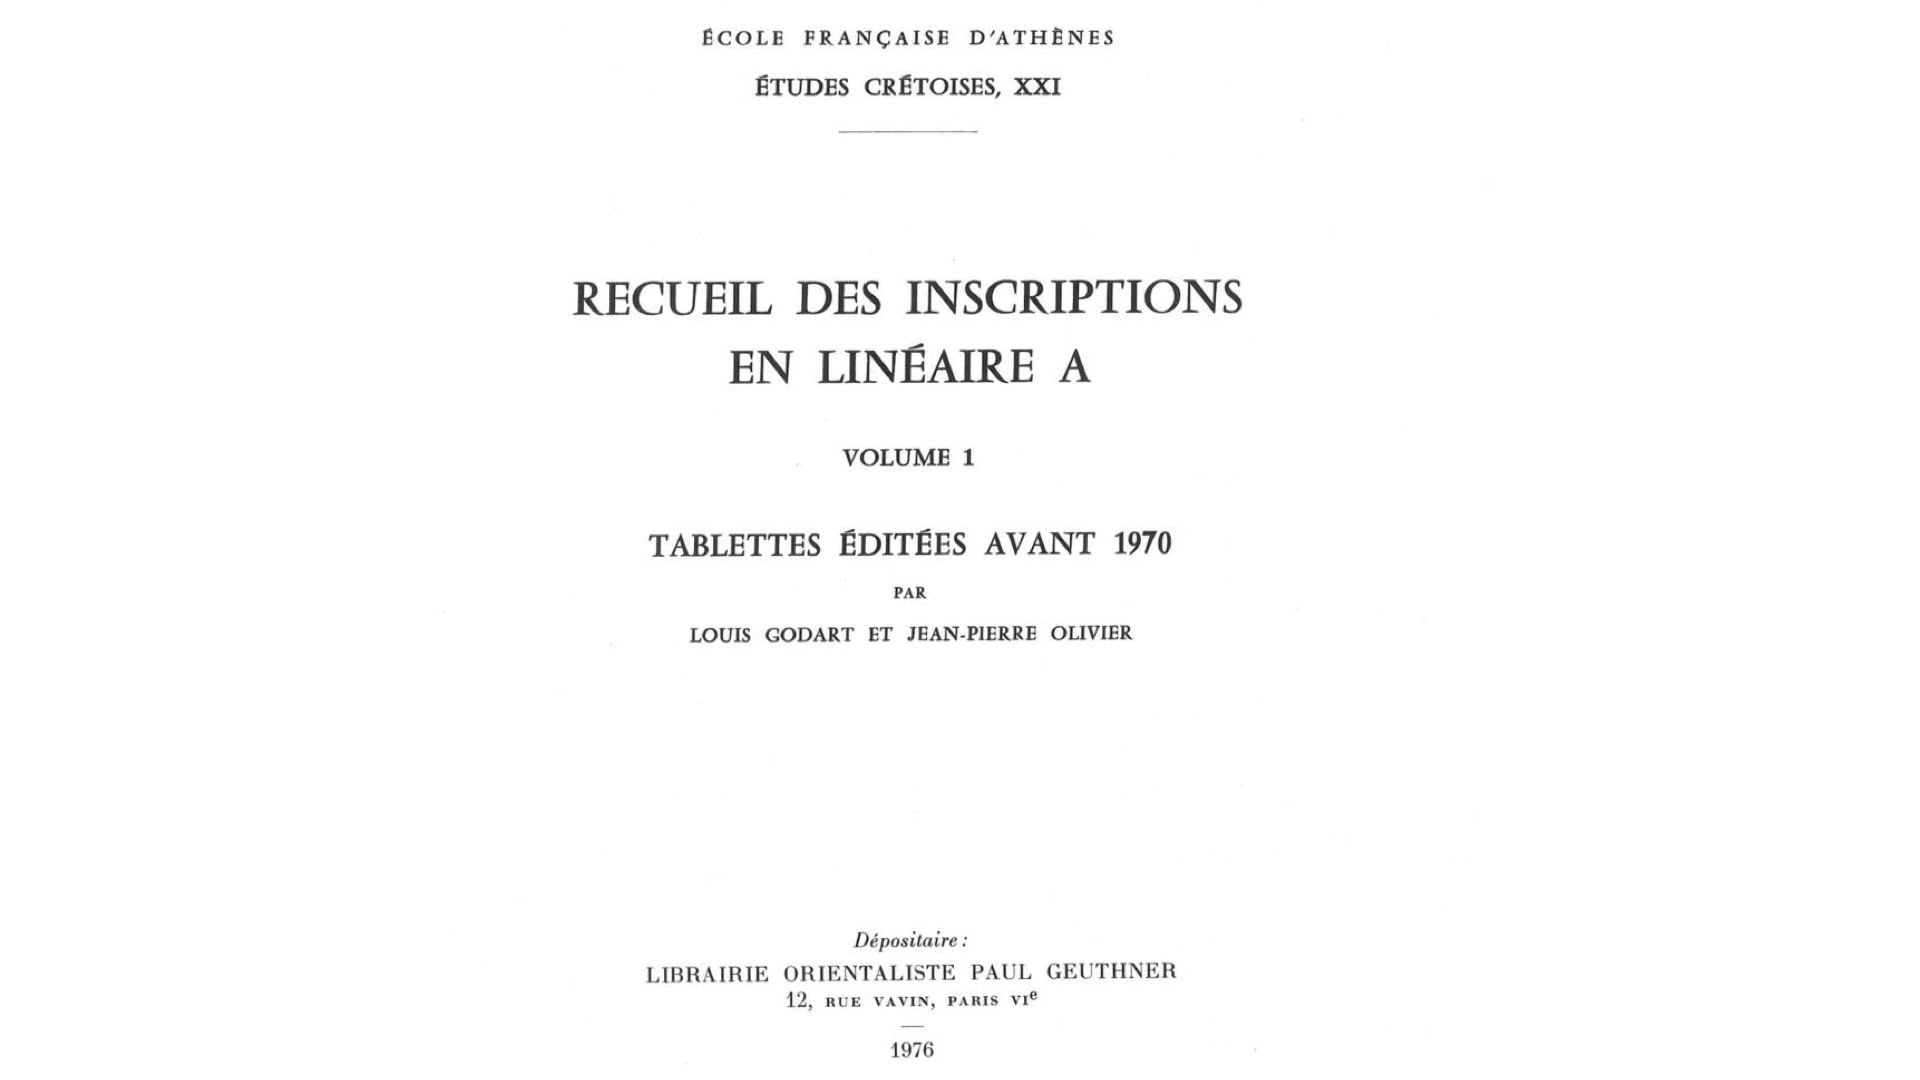 ÉCOLE FRANÇAISE D'ATHÈNES
ÉTUDES CRÉTOISES, XXI
RECUEIL DES INSCRIPTIONS
EN LINÉAIRE A
VOLUME 1
TABLETTES ÉDITÉES AVANT 1970
PAR
LOUIS GODART ET JEAN-PIERRE OLIVIER
Dépositaire :
LIBRAIRIE ORIENTALISTE PAUL GEUTHNER
12, RUE VAVIN, PARIS VIe
1976